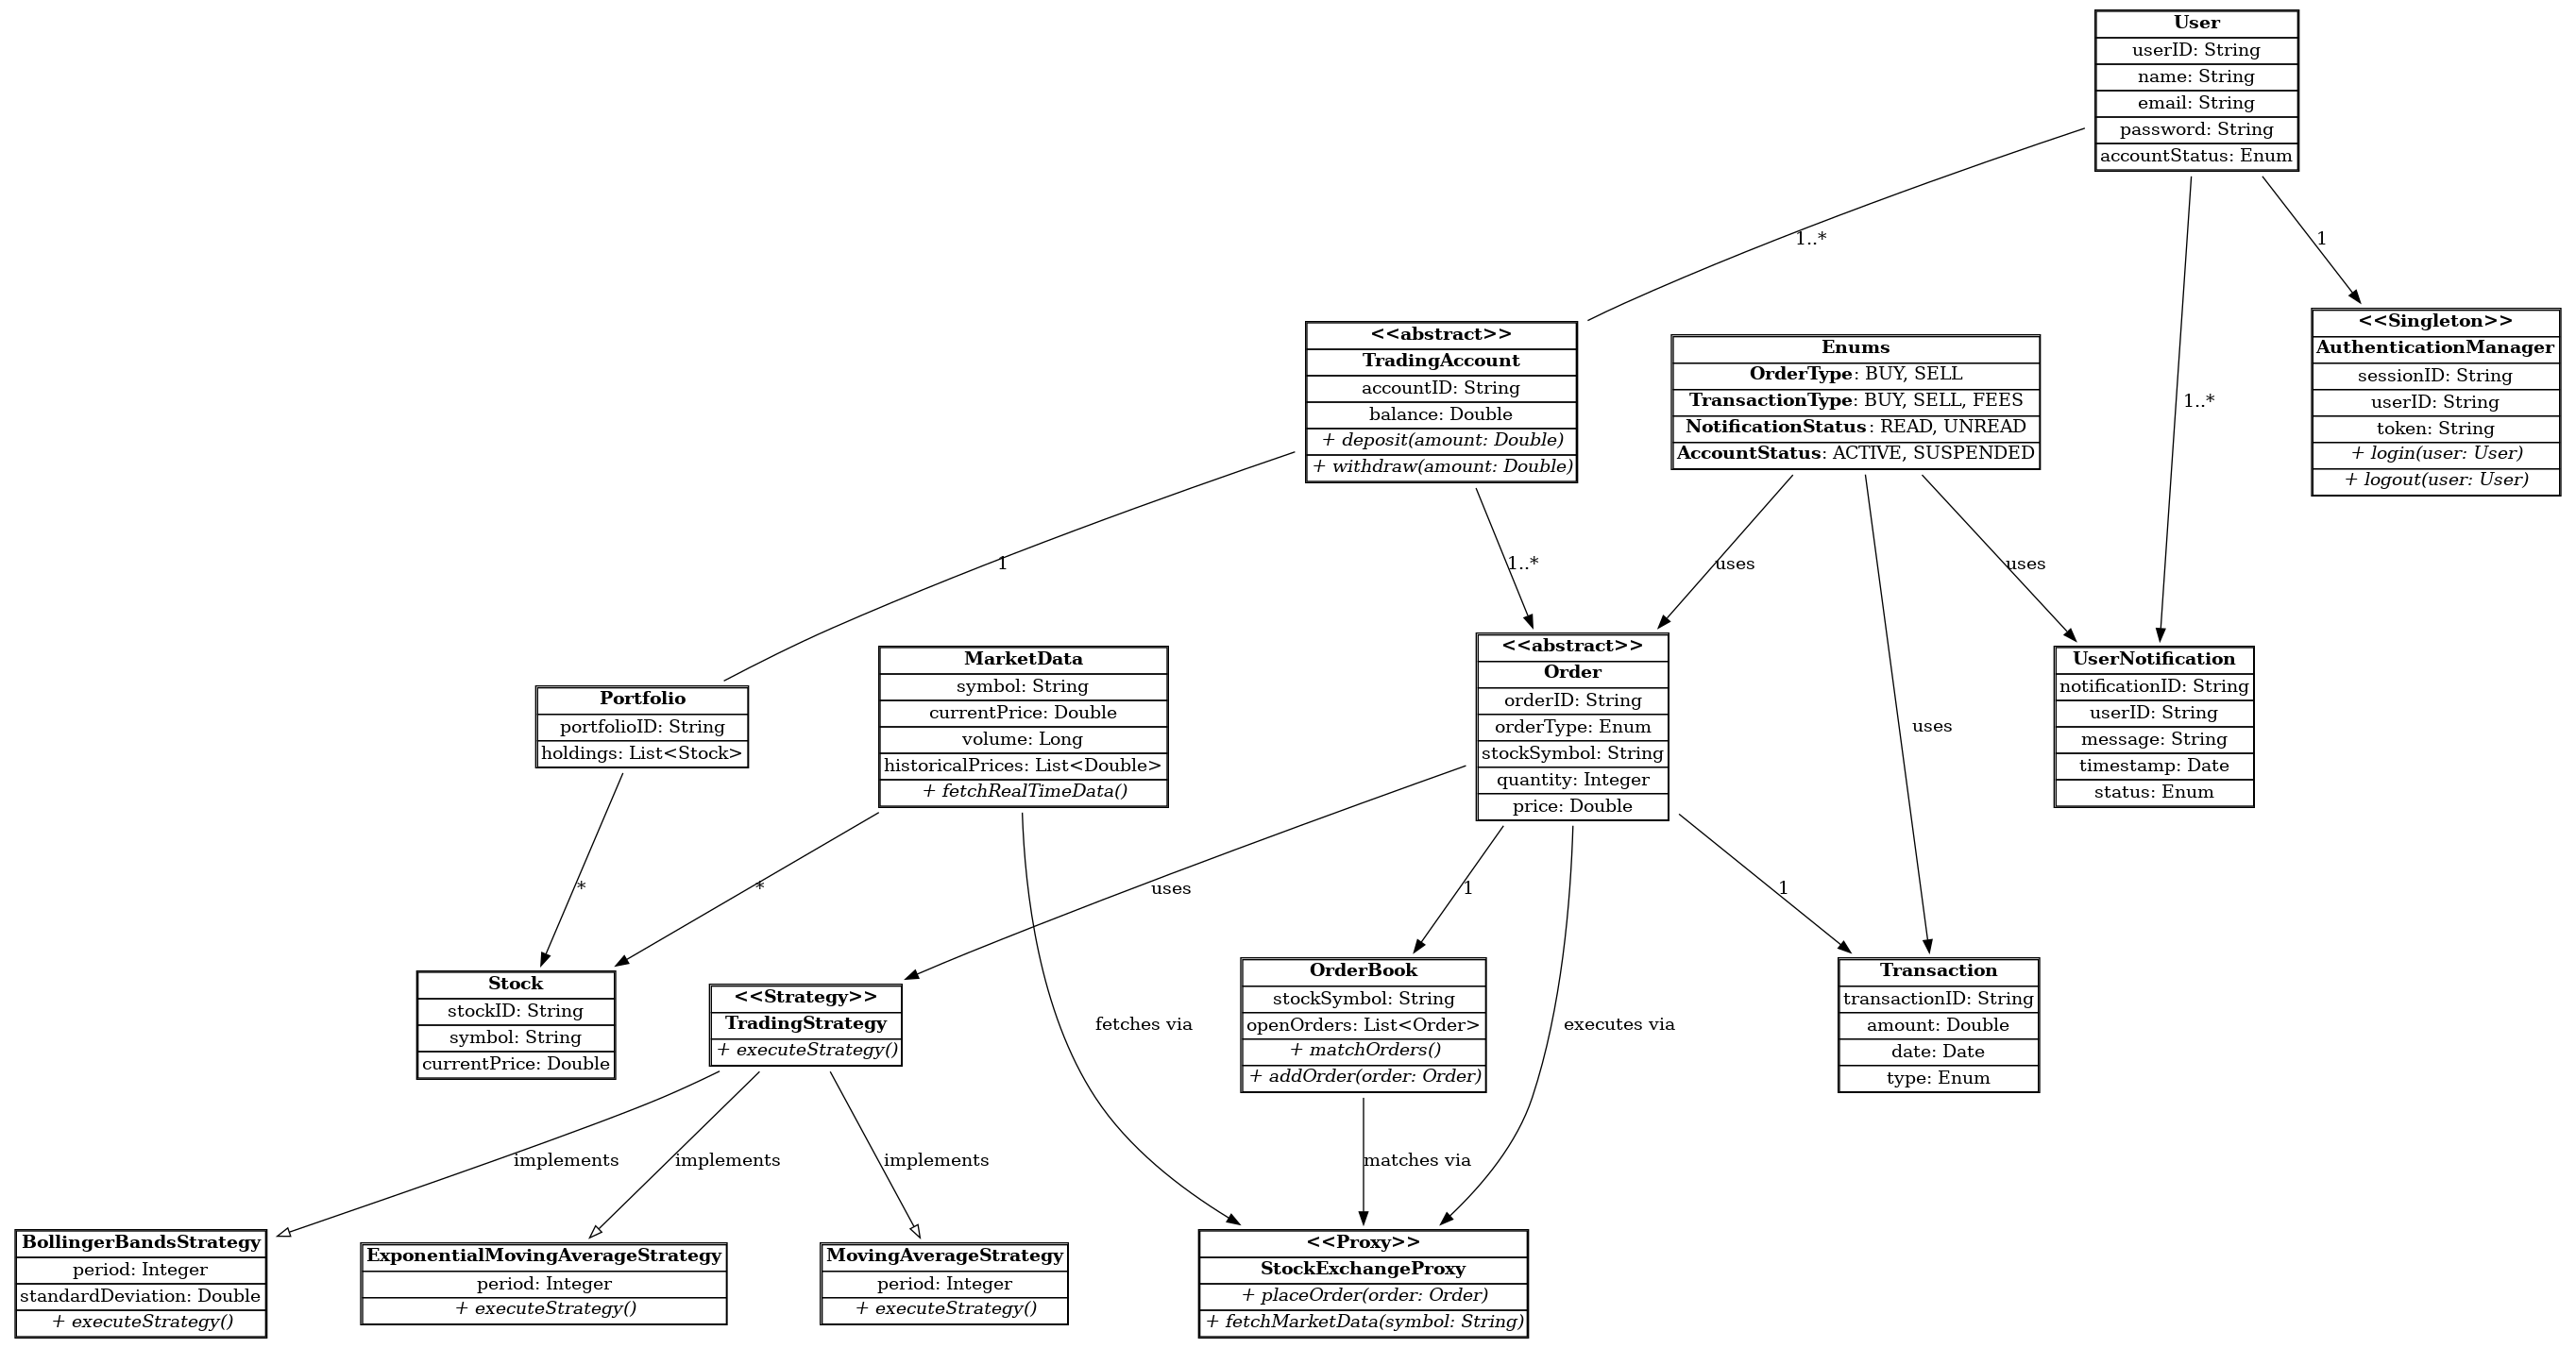 User
userID: String
name: String
email: String
password: String
accountStatus: Enum
1..*
1
<<abstract>>
TradingAccount
accountID: String
balance: Double
+ deposit(amount: Double)
+ withdraw(amount: Double)
Enums
OrderType: BUY, SELL
TransactionType: BUY, SELL, FEES
NotificationStatus: READ, UNREAD
AccountStatus: ACTIVE, SUSPENDED
1..*
<<Singleton>>
AuthenticationManager
sessionID: String
userID: String
token: String
+ login(user: User)
+ logout(user: User)
1
1..*
uses
uses
uses
Portfolio
portfolioID: String
holdings: List<Stock>
MarketData
symbol: String
currentPrice: Double
volume: Long
historicalPrices: List<Double>
+ fetchRealTimeData()
<<abstract>>
Order
orderID: String
orderType: Enum
stockSymbol: String
quantity: Integer
price: Double
UserNotification
notificationID: String
userID: String
message: String
timestamp: Date
status: Enum
*
*
uses
1
1
Stock
stockID: String
symbol: String
currentPrice: Double
<<Strategy>>
TradingStrategy
+ executeStrategy()
fetches via
OrderBook
stockSymbol: String
openOrders: List<Order>
+ matchOrders()
+ addOrder(order: Order)
executes via
Transaction
transactionID: String
amount: Double
date: Date
type: Enum
implements
implements
implements
matches via
BollingerBandsStrategy
period: Integer
standardDeviation: Double
+ executeStrategy()
ExponentialMovingAverageStrategy
period: Integer
+ executeStrategy()
MovingAverageStrategy
period: Integer
+ executeStrategy()
<<Proxy>>
StockExchangeProxy
+ placeOrder(order: Order)
+ fetchMarketData(symbol: String)